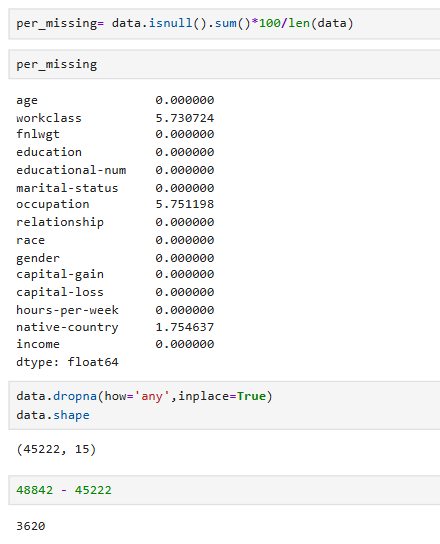 per_missing= data.isnull().sum()*100/len(data)
per_missing
age 0.000000
workclass 5.730724
fnlwgt 0.000000
education 0.000000
educational-num 0.000000
marital-status 0.000000
occupation 5.751198
relationship 0.000000
race 0.000000
gender 0.000000
capital-gain 0.000000
capital-loss 0.000000
hours-per-week 0.000000
native-country 1.754637
income 0.000000
dtype: float64
data.dropna(how='any',inplace=True)
data.shape
(45222, 15)
48842 - 45222
3620